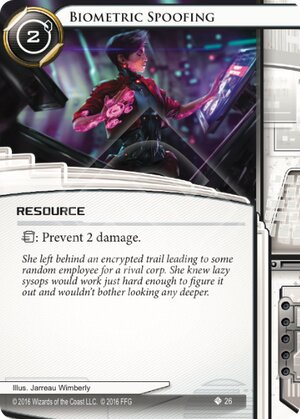 2
BIOMETRIC SPOOFING
RESOURCE
: Prevent 2 damage.
She left behind an encrypted trail leading to some
random employee for a rival corp. She knew lazy
sysops would work just hard enough to figure it
out and wouldn't bother looking any deeper.
Illus. Jarreau Wimberly
© 2016 Wizards of the Coast LLC. © 2016 FFG
26